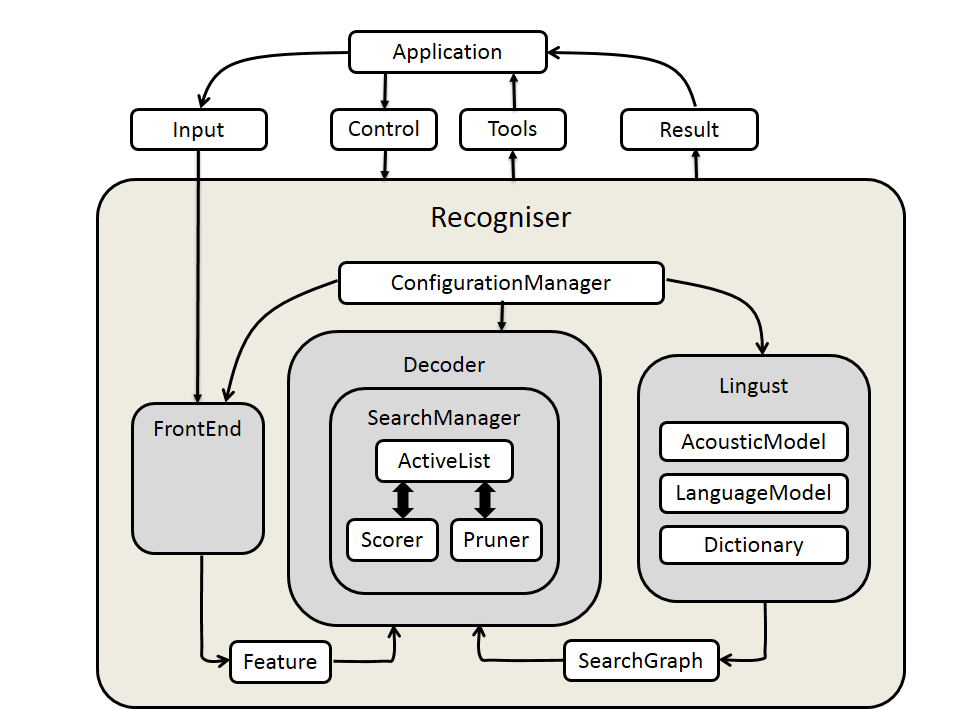 Application
Input
Control
Tools
Result
Recogniser
ConfigurationManager
Decoder
SearchManager
ActiveList
Scorer
Pruner
FrontEnd
Lingust
AcousticModel
LanguageModel
Dictionary
Feature
SearchGraph